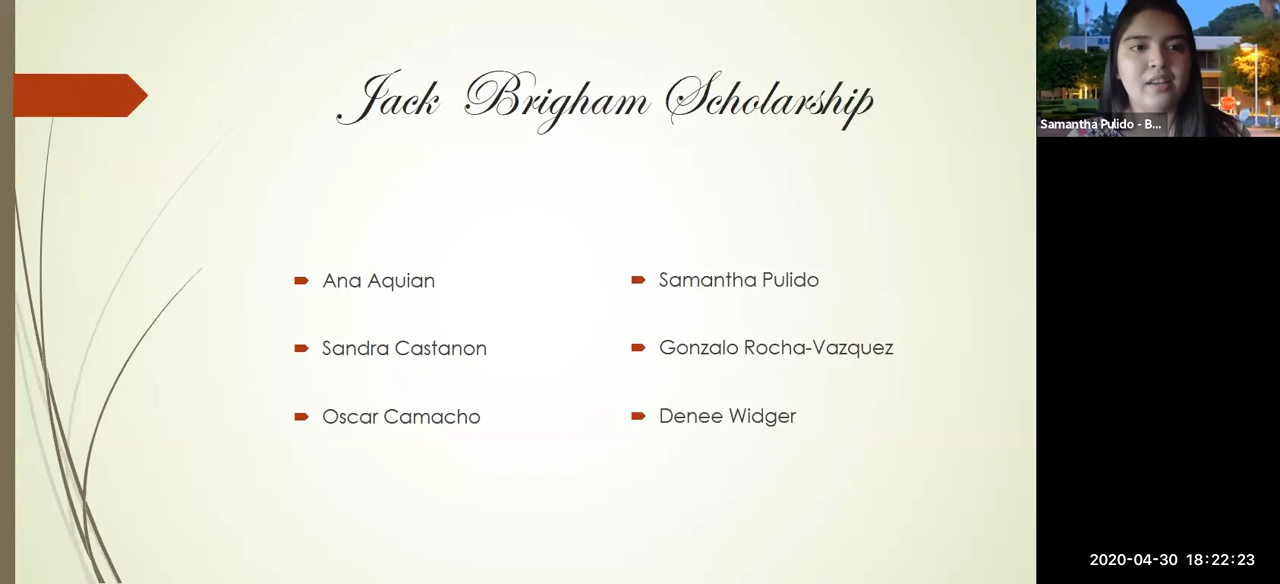 Jack Brigham Scholarship
Ana Aquian
Sandra Castanon
Oscar Camacho
Samantha Pulido
Gonzalo Rocha-Vazquez
Denee Widger
Samantha Pulido - B...
2020-04-30 18:22:23